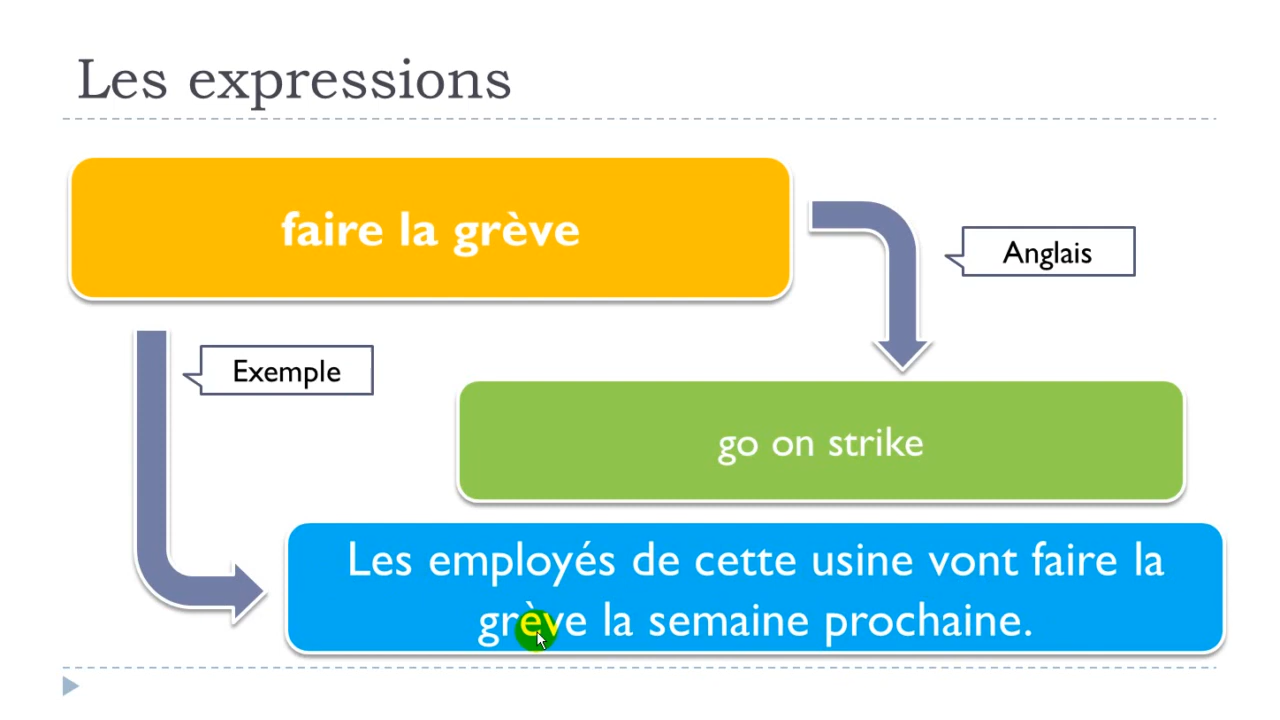 Les expressions
faire la grève
Anglais
Exemple
go on strike
Les employés de cette usine vont faire la
grève la semaine prochaine.